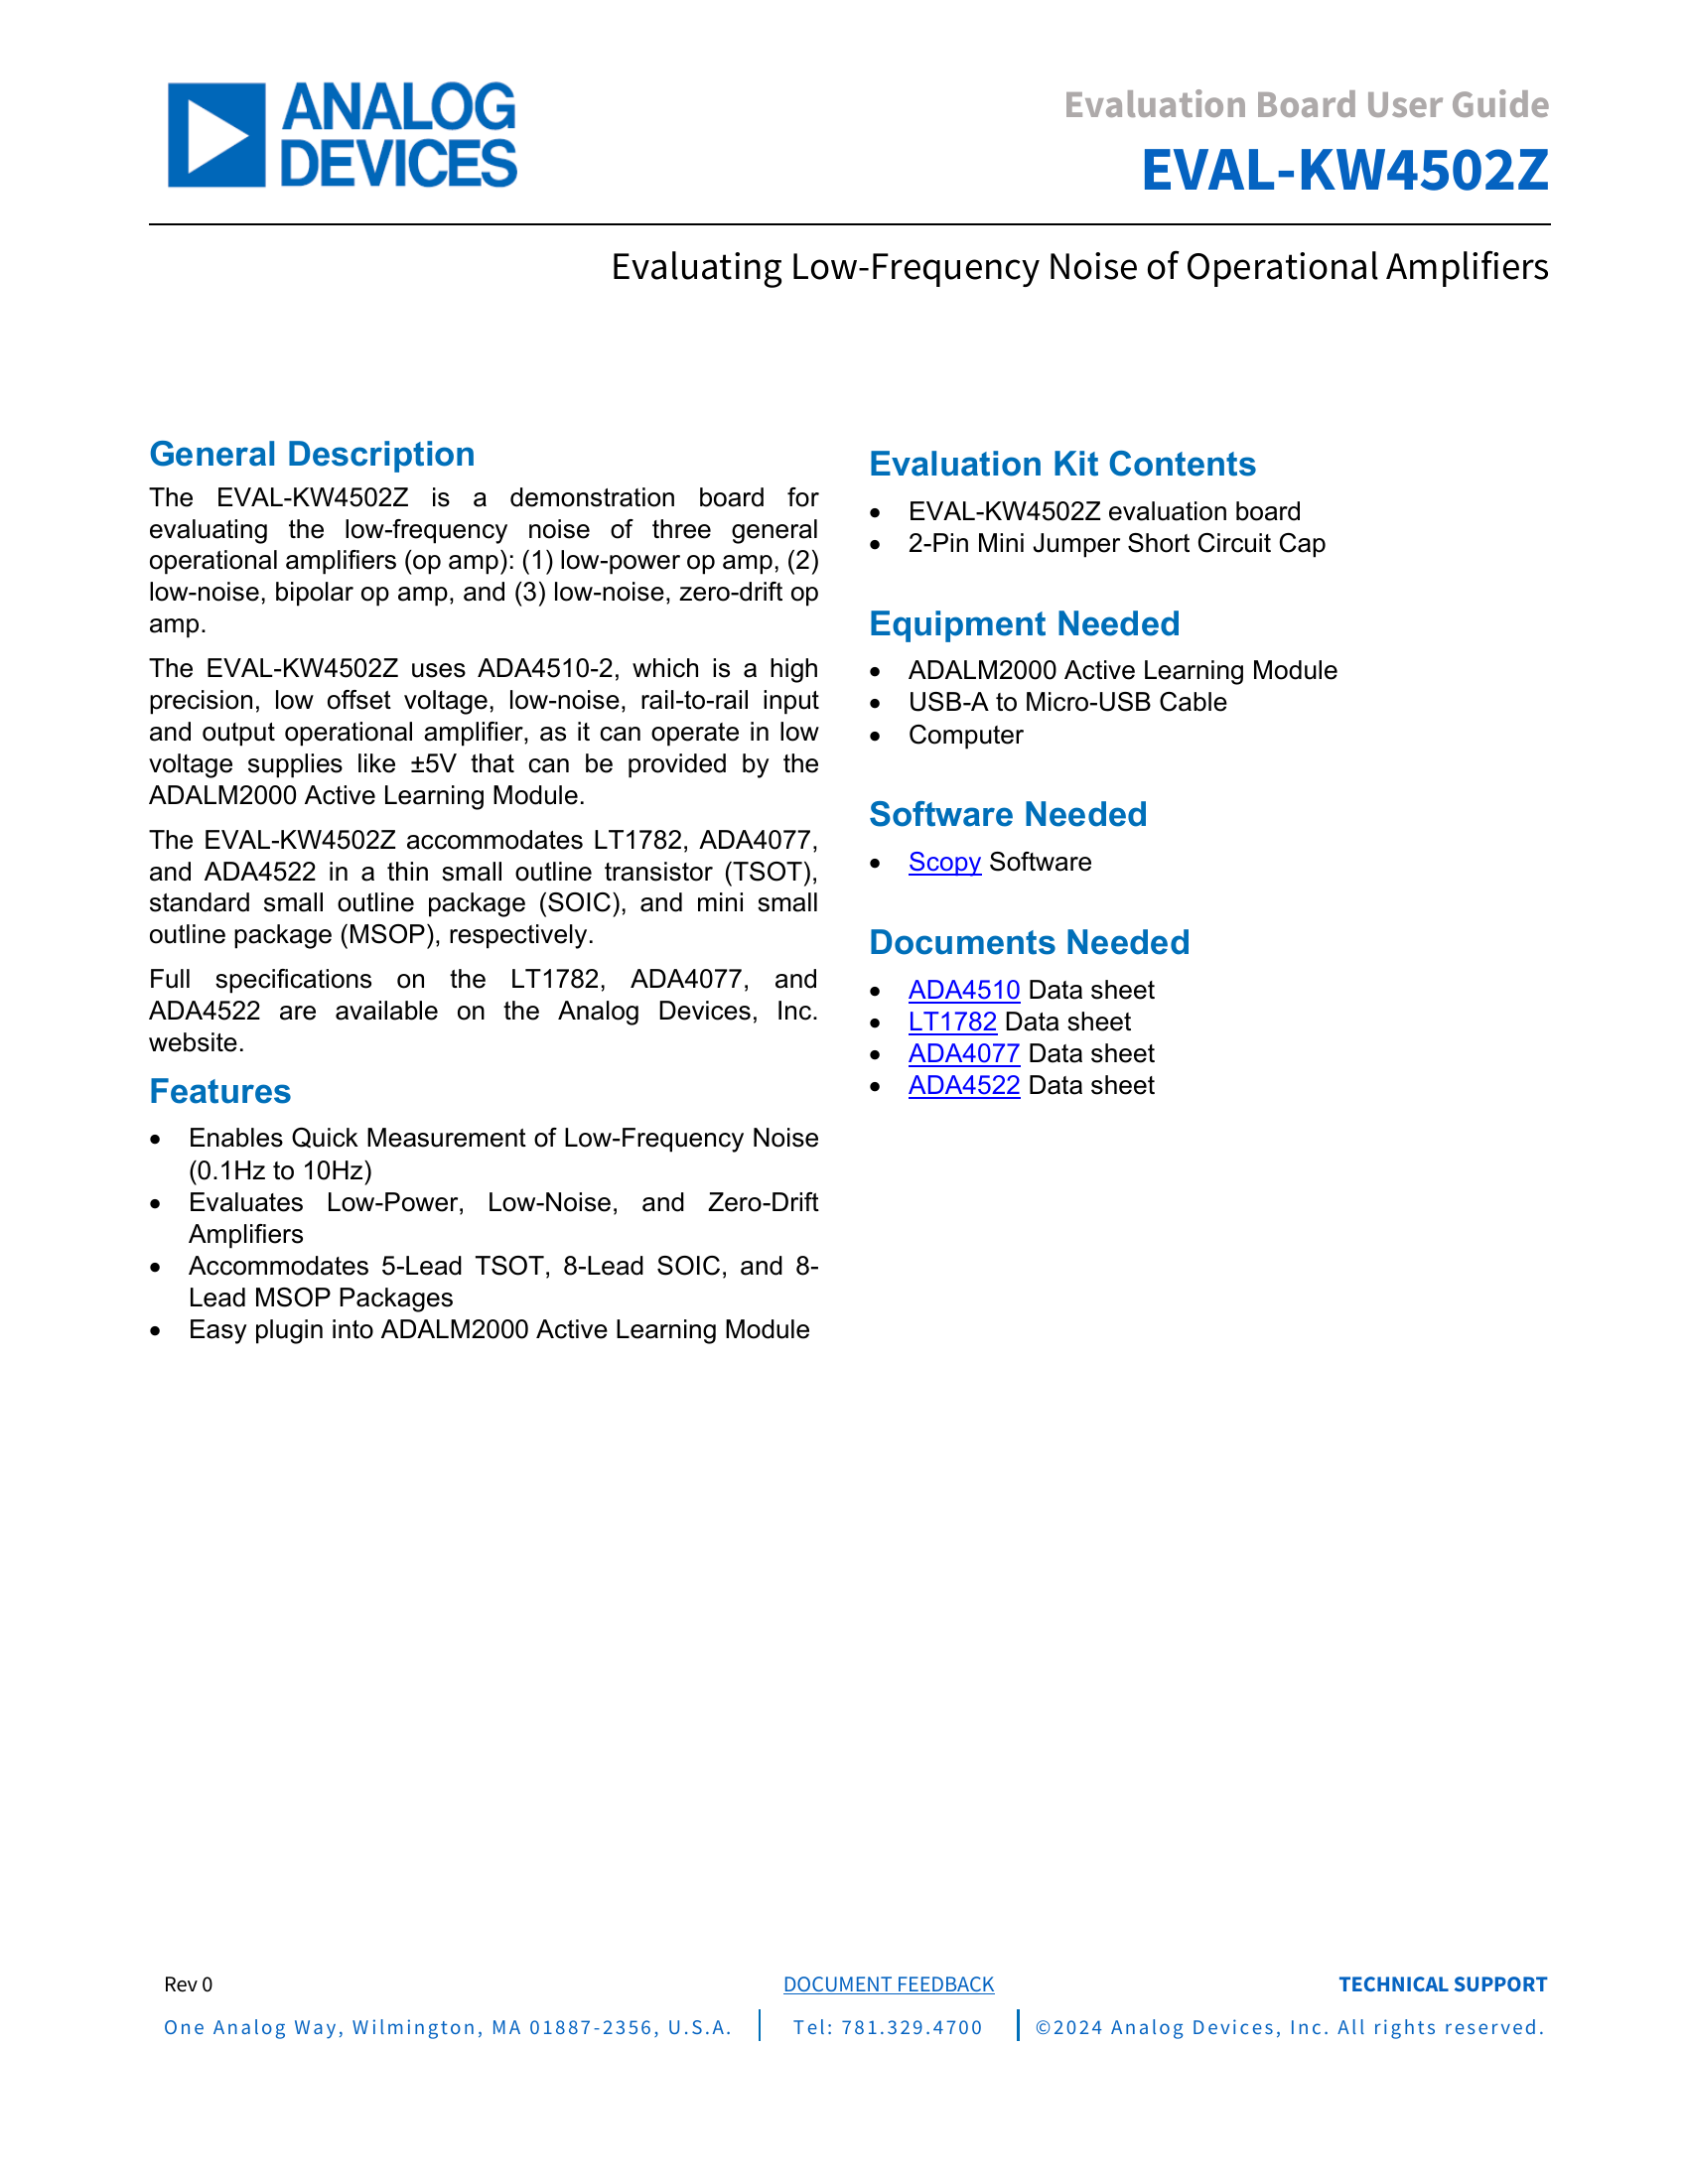 ANALOG
DEVICES
Evaluation Board User Guide
EVAL-KW4502Z
Evaluating Low-Frequency Noise of Operational Amplifiers
General Description
The EVAL-KW4502Z is a demonstration board for
evaluating the low-frequency noise of three general
operational amplifiers (op amp): (1) low-power op amp, (2)
low-noise, bipolar op amp, and (3) low-noise, zero-drift op
amp.
The EVAL-KW4502Z uses ADA4510-2, which is a high
precision, low offset voltage, low-noise, rail-to-rail input
and output operational amplifier, as it can operate in low
voltage supplies like ±5V that can be provided by the
ADALM2000 Active Learning Module.
The EVAL-KW4502Z accommodates LT1782, ADA4077,
and ADA4522 in a thin small outline transistor (TSOT),
standard small outline package (SOIC), and mini small
outline package (MSOP), respectively.
Full specifications on the LT1782, ADA4077, and
ADA4522 are available on the Analog Devices, Inc.
website.
Features
• Enables Quick Measurement of Low-Frequency Noise
(0.1Hz to 10Hz)
• Evaluates Low-Power, Low-Noise, and Zero-Drift
Amplifiers
• Accommodates 5-Lead TSOT, 8-Lead SOIC, and 8-
Lead MSOP Packages
• Easy plugin into ADALM2000 Active Learning Module
Evaluation Kit Contents
• EVAL-KW4502Z evaluation board
• 2-Pin Mini Jumper Short Circuit Cap
Equipment Needed
• ADALM2000 Active Learning Module
• USB-A to Micro-USB Cable
• Computer
Software Needed
• Scopy Software
Documents Needed
• ADA4510 Data sheet
• LT1782 Data sheet
• ADA4077 Data sheet
• ADA4522 Data sheet
Rev 0
DOCUMENT FEEDBACK
TECHNICAL SUPPORT
One Analog Way, Wilmington, MA 01887-2356, U.S.A.
Tel: 781.329.4700
©2024 Analog Devices, Inc. All rights reserved.